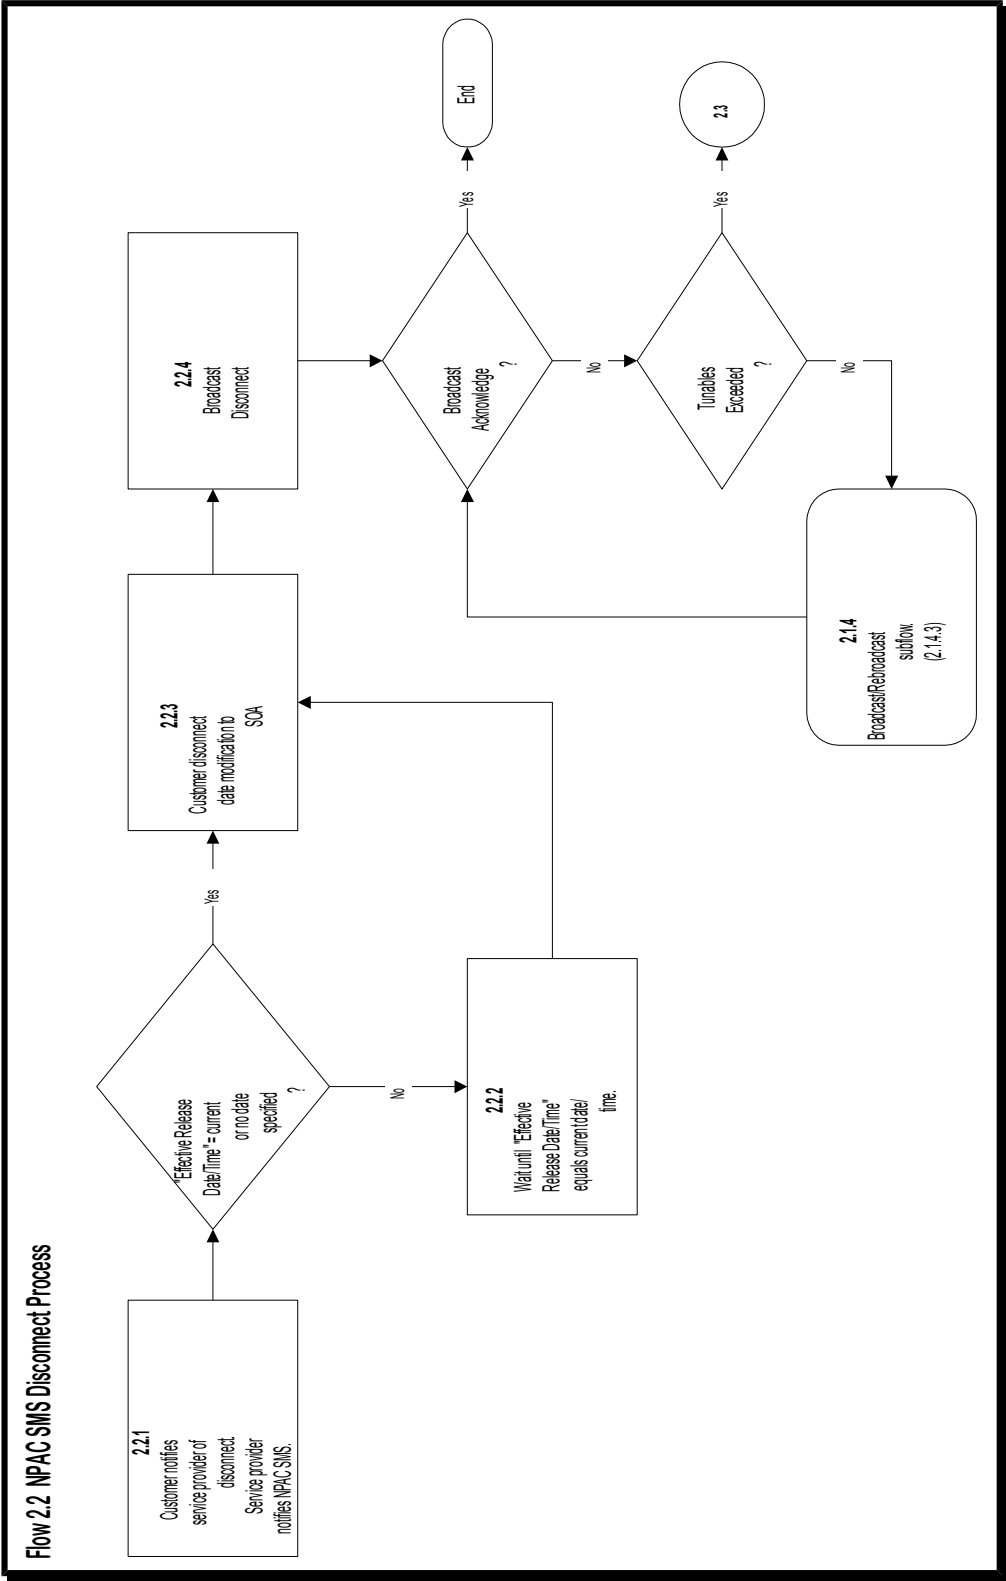 Flow 2.2 NPAC SMS Disconnect Process
2.2.1
Customer notifies
service provider of
disconnect.
Service provider
notifies NPAC SMS.
"Effective Release
Date/Time" = current
or no date
specified
?
Yes
No
2.2.2
Wait until "Effective
Release Date/Time"
equals current date/
time.
2.2.3
Customer disconnect
date modification to
SOA
2.2.4
Broadcast
Disconnect
Broadcast
Acknowledge
?
Yes
End
No
Tunables
Exceeded
?
Yes
2.3
No
2.1.4
Broadcast/Rebroadcast
subflow.
(2.1.4.3)